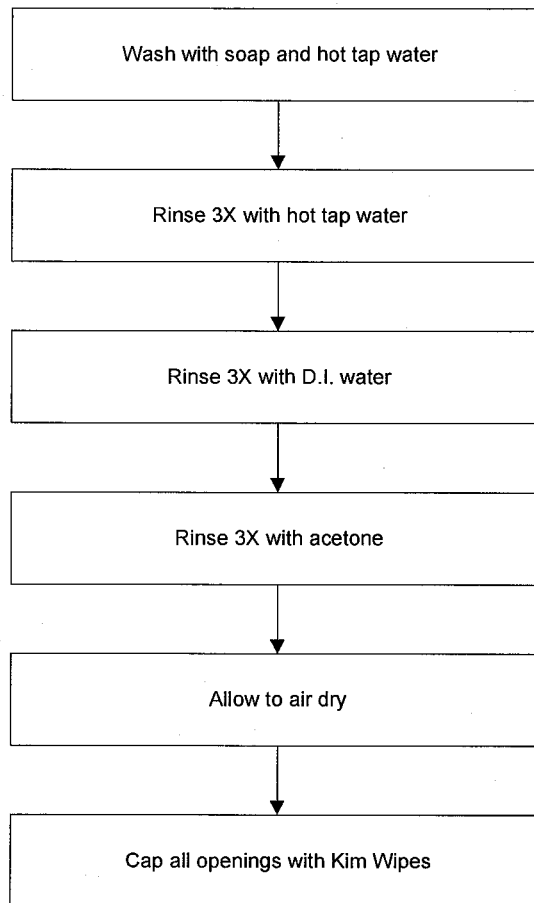 Wash with soap and hot tap water
Rinse 3X with hot tap water
Rinse 3X with D.I. water
Rinse 3X with acetone
Allow to air dry
Cap all openings with Kim Wipes